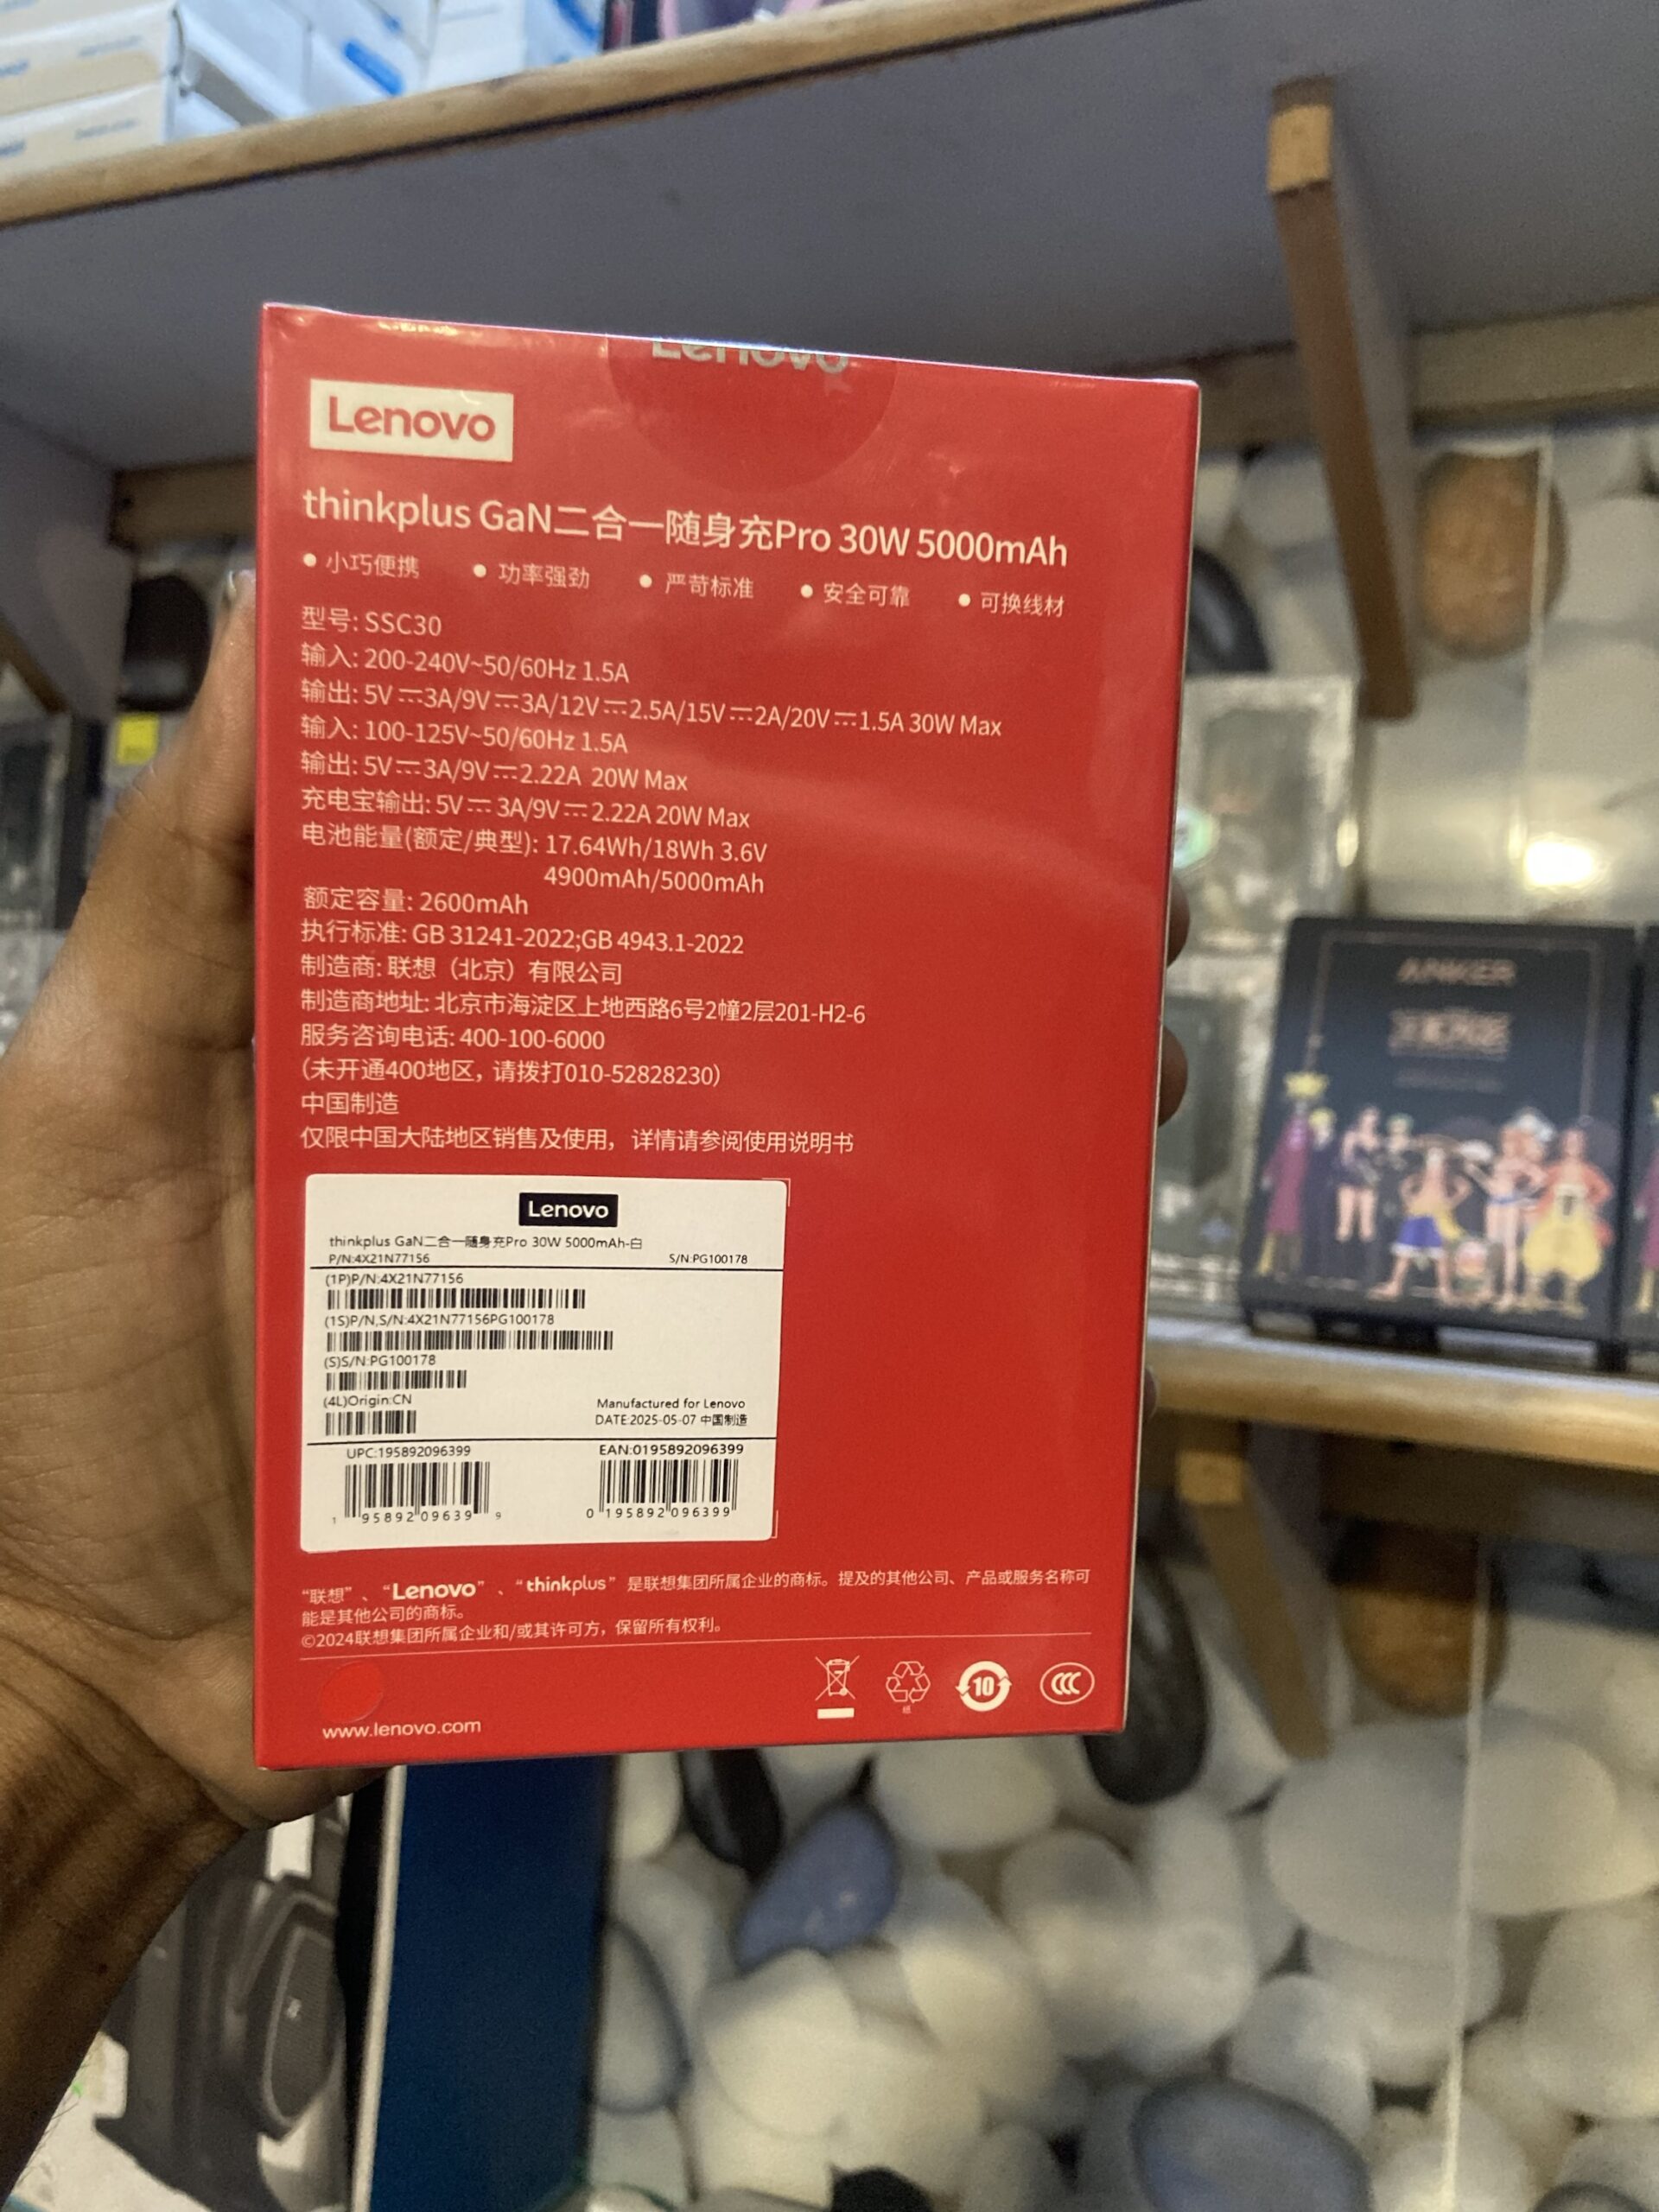 Lenovo
Lenovo
thinkplus GaN二合一随身充Pro 30W 5000mAh
• 小巧便携 • 功率强劲 • 严苛标准 • 安全可靠 • 可换线材
型号: SSC30
输入: 200-240V~50/60Hz 1.5A
输出: 5V⎓3A/9V⎓3A/12V⎓2.5A/15V⎓2A/20V⎓1.5A 30W Max
输入: 100-125V~50/60Hz 1.5A
输出: 5V⎓3A/9V⎓2.22A 20W Max
充电宝输出: 5V⎓3A/9V⎓2.22A 20W Max
电池能量(额定/典型): 17.64Wh/18Wh 3.6V
4900mAh/5000mAh
额定容量: 2600mAh
执行标准: GB 31241-2022;GB 4943.1-2022
制造商: 联想（北京）有限公司
制造商地址: 北京市海淀区上地西路6号2幢2层201-H2-6
服务咨询电话: 400-100-6000
(未开通400地区，请拨打010-52828230)
中国制造
仅限中国大陆地区销售及使用，详情请参阅使用说明书
Lenovo
thinkplus GaN二合一随身充Pro 30W 5000mAh-白
P/N:4X21N77156 S/N:PG100178
(1P)P/N:4X21N77156
(1S)P/N,S/N:4X21N77156PG100178
(S)S/N:PG100178
(4L)Origin:CN
Manufactured for Lenovo
DATE:2025-05-07 中国制造
UPC:195892096399 EAN:0195892096399
1 95892 09639 9 0 195892 096399
“联想”、“Lenovo”、“thinkplus”是联想集团所属企业的商标。提及的其他公司、产品或服务名称可
能是其他公司的商标。
©2024联想集团所属企业和/或其许可方，保留所有权利。
纸
10
CCC
www.lenovo.com
ANKER